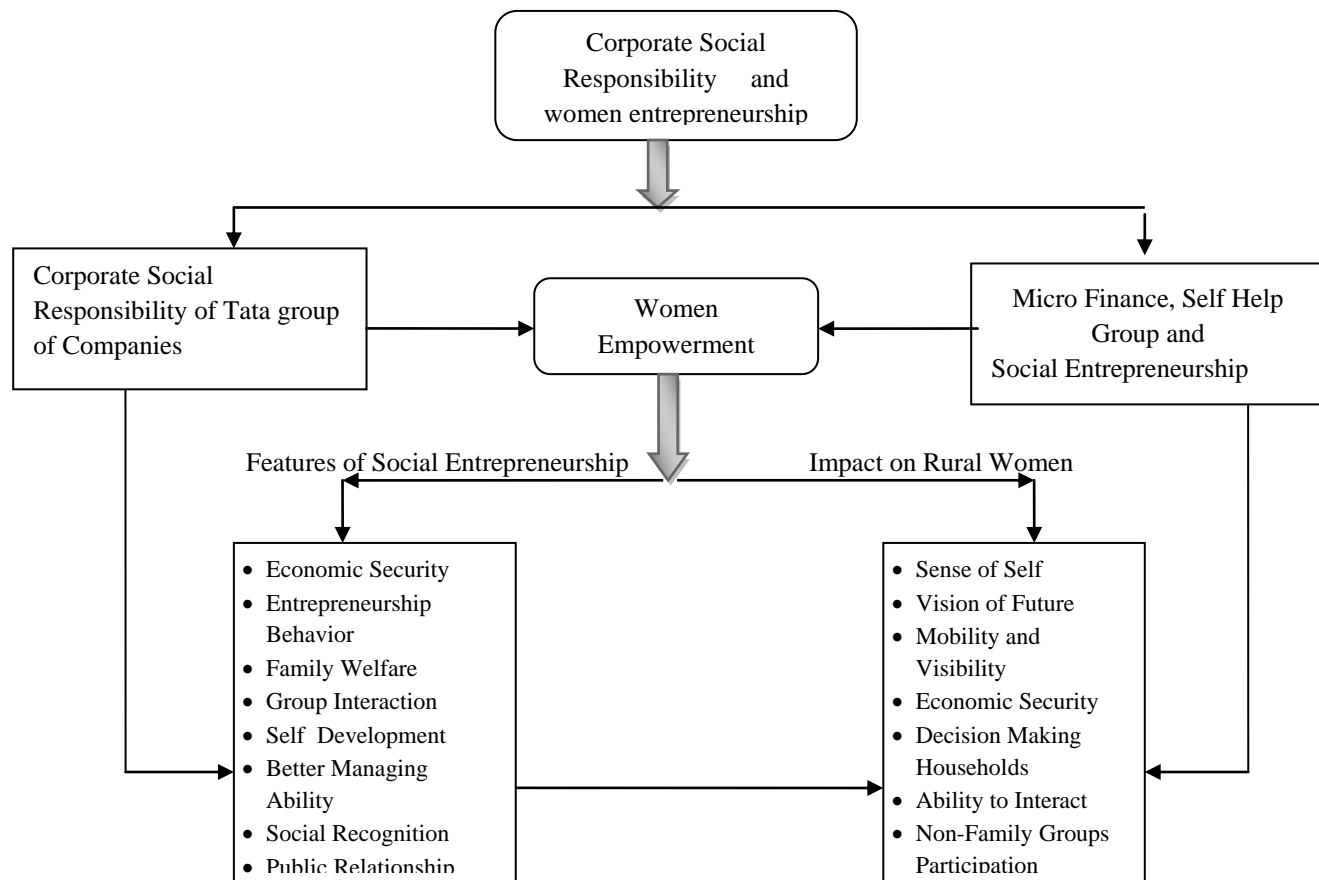 Corporate Social
Responsibility and
women entrepreneurship
Corporate Social
Responsibility of Tata group
of Companies
Women
Empowerment
Micro Finance, Self Help
Group and
Social Entrepreneurship
Features of Social Entrepreneurship
Impact on Rural Women
• Economic Security
• Entrepreneurship
Behavior
• Family Welfare
• Group Interaction
• Self Development
• Better Managing
Ability
• Social Recognition
• Public Relationship
• Sense of Self
• Vision of Future
• Mobility and
Visibility
• Economic Security
• Decision Making
Households
• Ability to Interact
• Non-Family Groups
Participation